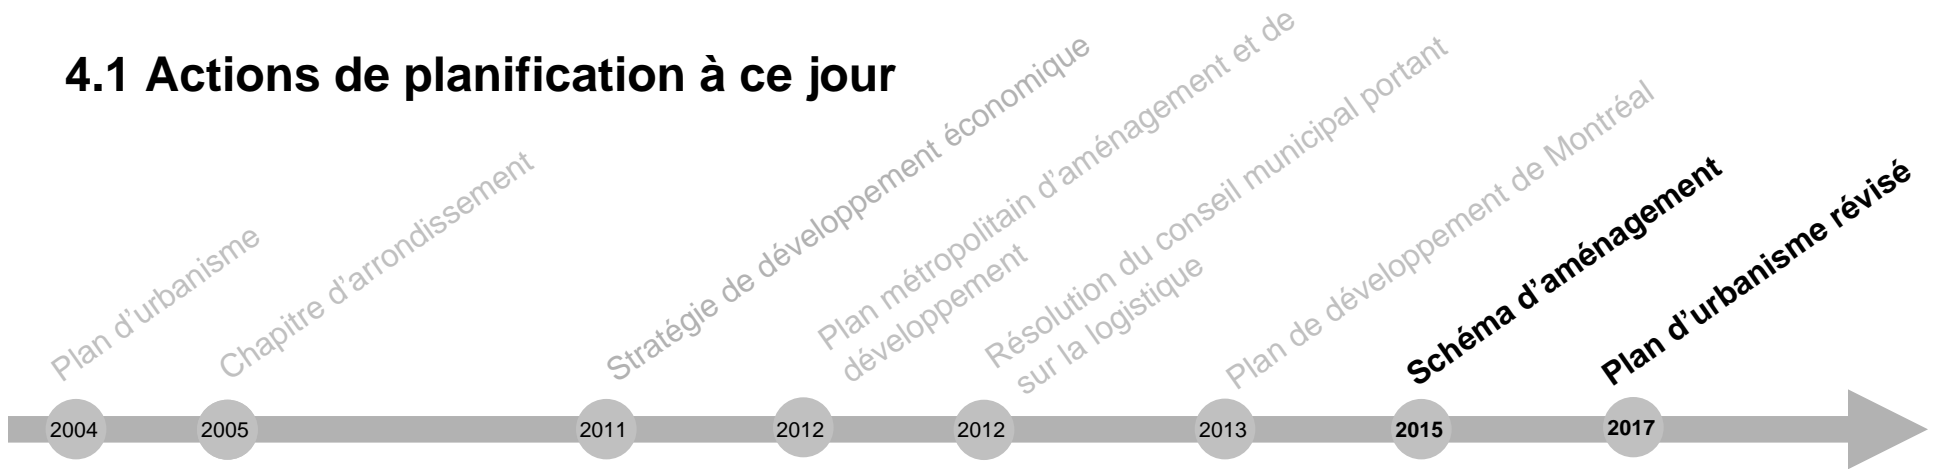 4.1 Actions de planification à ce jour
Plan d'urbanisme
Chapitre d'arrondissement
Stratégie de développement économique
Plan métropolitain d'aménagement et de
développement
Résolution du conseil municipal portant
sur la logistique
Plan de développement de Montréal
Schéma d'aménagement
Plan d'urbanisme révisé
2004
2005
2011
2012
2012
2013
2015
2017